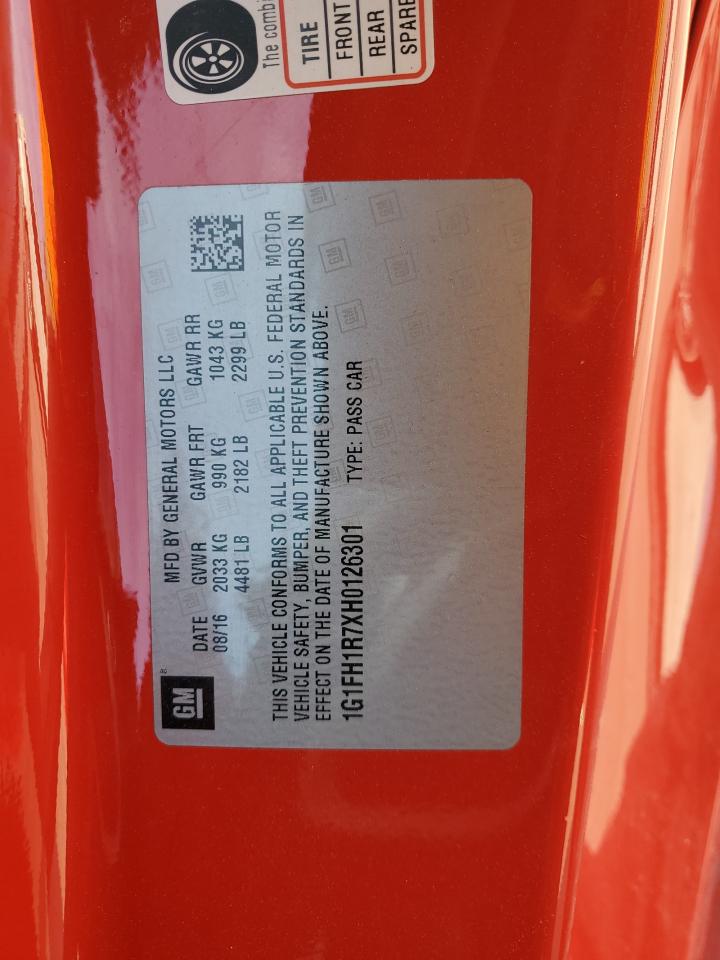 GM
®
MFD BY GENERAL MOTORS LLC
DATE GVWR GAWR FRT GAWR RR
08/16 2033 KG 990 KG 1043 KG
4481 LB 2182 LB 2299 LB
THIS VEHICLE CONFORMS TO ALL APPLICABLE U.S. FEDERAL MOTOR
VEHICLE SAFETY, BUMPER, AND THEFT PREVENTION STANDARDS IN
EFFECT ON THE DATE OF MANUFACTURE SHOWN ABOVE.
1G1FH1R7XH0126301 TYPE: PASS CAR
The combi
TIRE
FRONT
REAR
SPARE